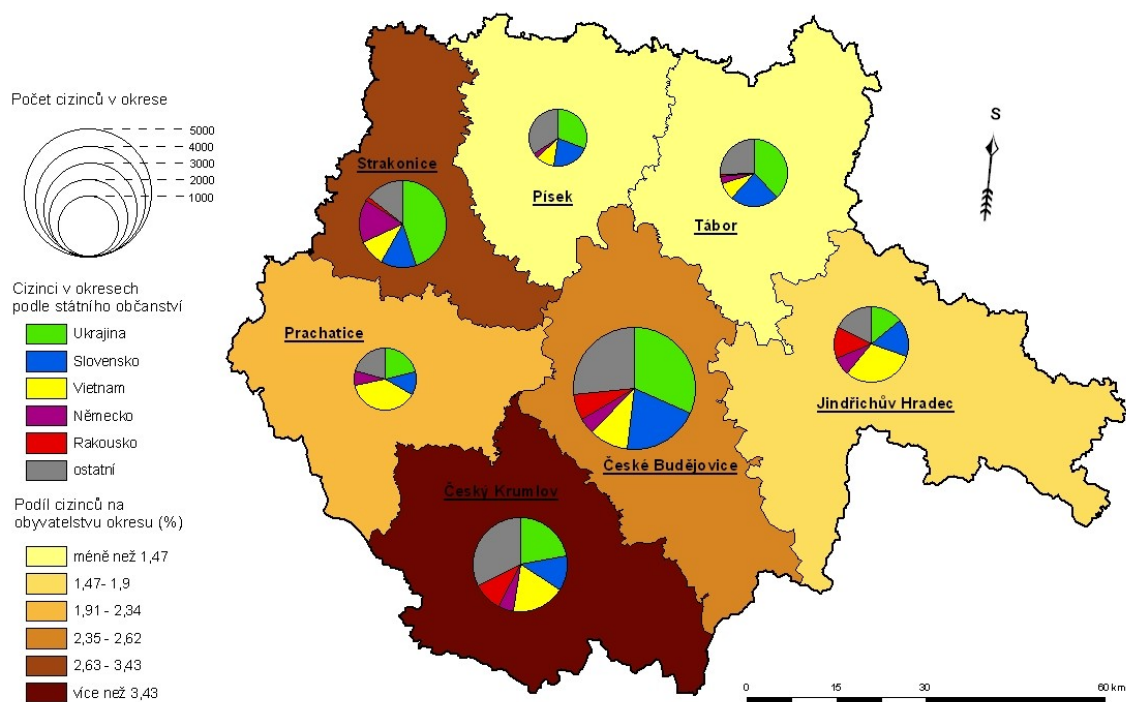 Počet cizinců v okrese
5000
4000
3000
2000
1000
Cizinci v okresech
podle státního občanství
Ukrajina
Slovensko
Vietnam
Německo
Rakousko
ostatní
Podíl cizinců na
obyvatelstvu okresu (%)
méně než 1,47
1,47- 1,9
1,91 - 2,34
2,35 - 2,62
2,63 - 3,43
více než 3,43
Strakonice
Písek
Tábor
Prachatice
Jindřichův Hradec
České Budějovice
Český Krumlov
S
0 15 30 60 km